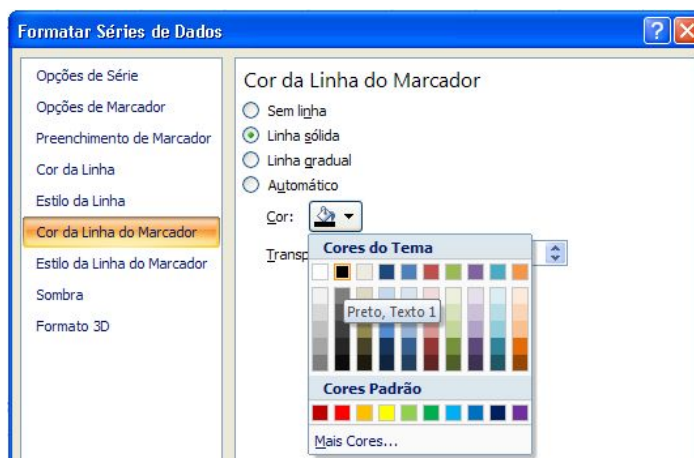 Formatar Séries de Dados
Opções de Série
Opções de Marcador
Preenchimento de Marcador
Cor da Linha
Estilo da Linha
Cor da Linha do Marcador
Estilo da Linha do Marcador
Sombra
Formato 3D
Cor da Linha do Marcador
Sem linha
Linha sólida
Linha gradual
Automático
Cor:
Transp
Cores do Tema
Preto, Texto 1
Cores Padrão
Mais Cores...